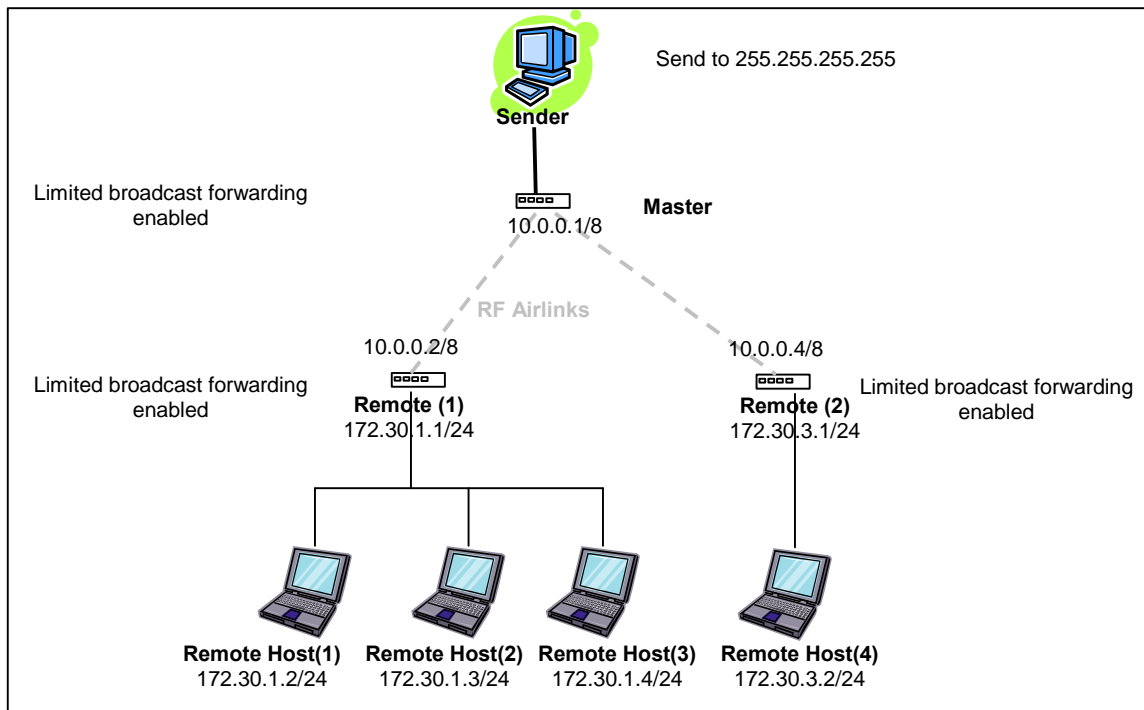 Send to 255.255.255.255
Sender
Limited broadcast forwarding
enabled
Master
10.0.0.1/8
RF Airlinks
10.0.0.2/8
10.0.0.4/8
Limited broadcast forwarding
enabled
Limited broadcast forwarding
enabled
Remote (1)
172.30.1.1/24
Remote (2)
172.30.3.1/24
Remote Host(1)
172.30.1.2/24
Remote Host(2)
172.30.1.3/24
Remote Host(3)
172.30.1.4/24
Remote Host(4)
172.30.3.2/24